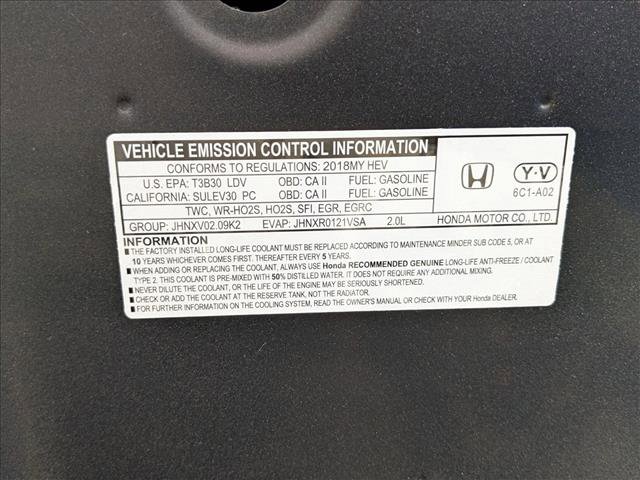 VEHICLE EMISSION CONTROL INFORMATION
CONFORMS TO REGULATIONS: 2018MY HEV
U.S. EPA: T3B30 LDV OBD: CA II FUEL: GASOLINE
CALIFORNIA: SULEV30 PC OBD: CA II FUEL: GASOLINE
TWC, WR-HO2S, HO2S, SFI, EGR, EGRC
GROUP: JHNXV02.09K2 EVAP: JHNXR0121VSA 2.0L
Y·V
6C1-A02
HONDA MOTOR CO., LTD.
INFORMATION
■ THE FACTORY INSTALLED LONG-LIFE COOLANT MUST BE REPLACED ACCORDING TO MAINTENANCE MINDER SUB CODE 5, OR AT
10 YEARS WHICHEVER COMES FIRST. THEREAFTER EVERY 5 YEARS.
■ WHEN ADDING OR REPLACING THE COOLANT, ALWAYS USE Honda RECOMMENDED GENUINE LONG-LIFE ANTI-FREEZE / COOLANT
TYPE 2. THIS COOLANT IS PRE-MIXED WITH 50% DISTILLED WATER. IT DOES NOT REQUIRE ANY ADDITIONAL MIXING.
■ NEVER DILUTE THE COOLANT, OR THE LIFE OF THE ENGINE MAY BE SERIOUSLY SHORTENED.
■ CHECK OR ADD THE COOLANT AT THE RESERVE TANK, NOT THE RADIATOR.
■ FOR FURTHER INFORMATION ON THE COOLING SYSTEM, READ THE OWNER'S MANUAL OR CHECK WITH YOUR Honda DEALER.